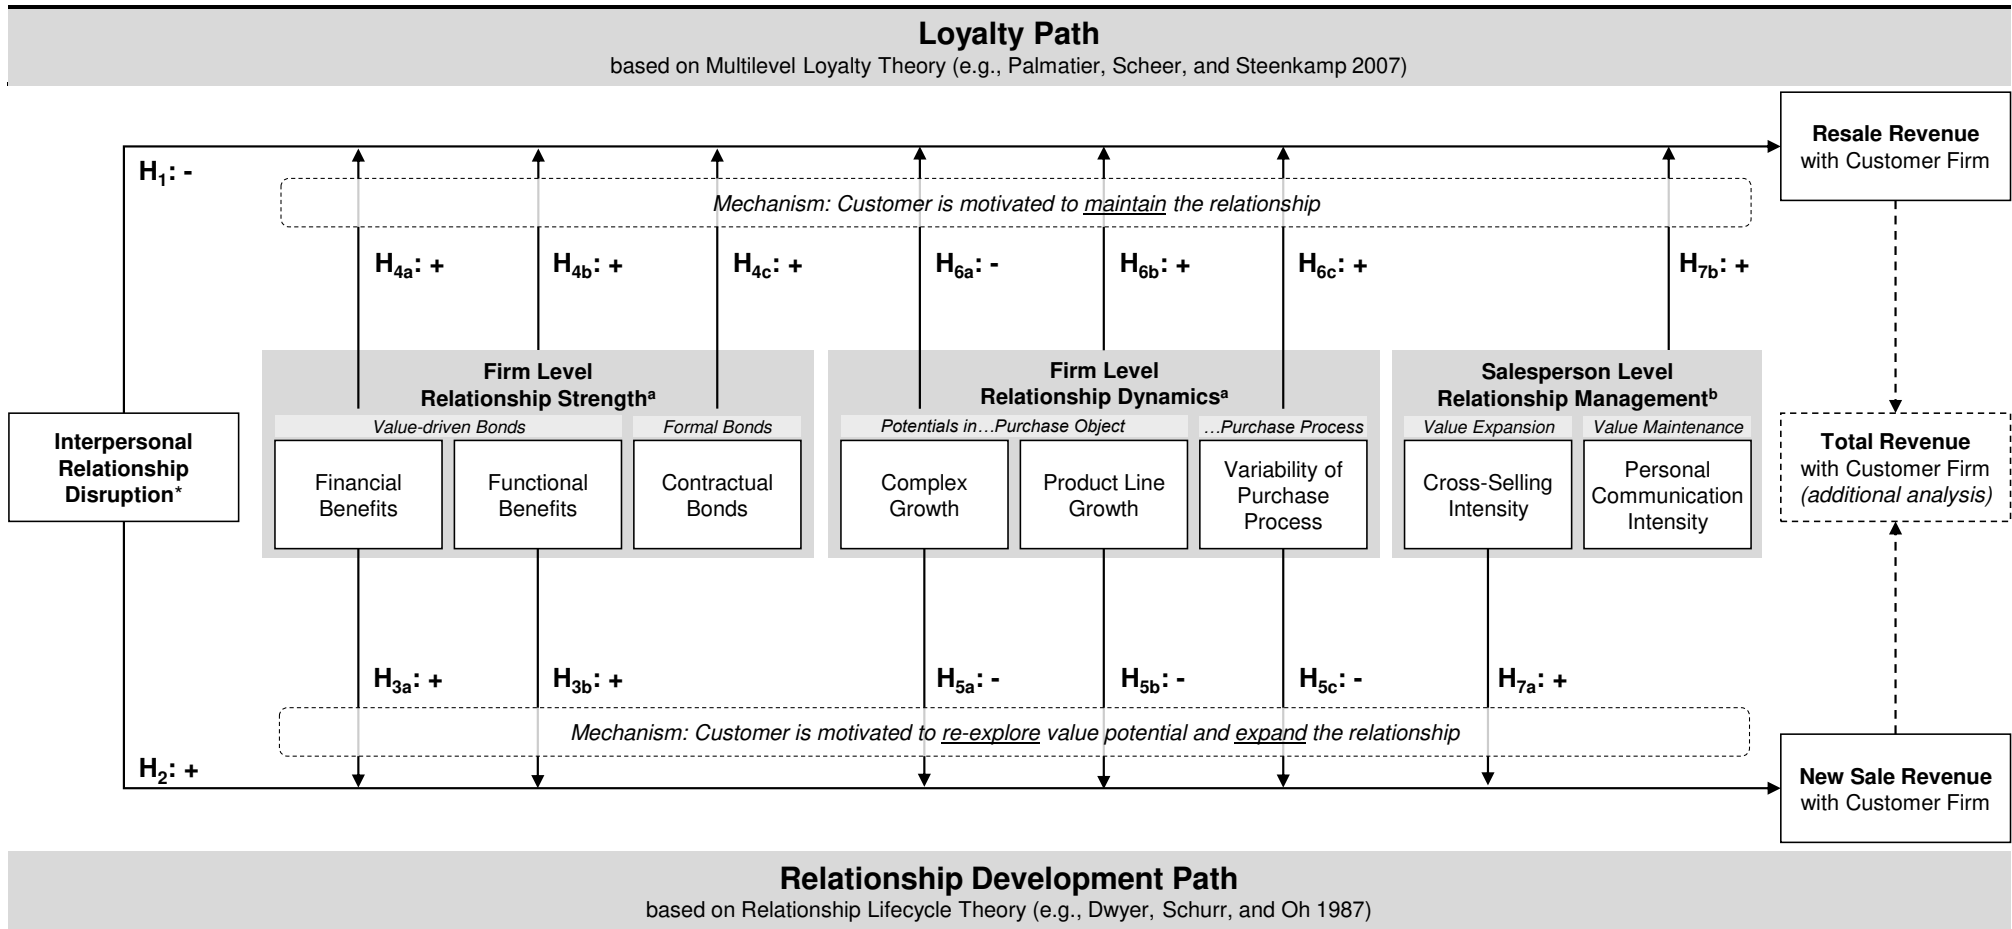 Loyalty Path
based on Multilevel Loyalty Theory (e.g., Palmatier, Scheer, and Steenkamp 2007)
Resale Revenue
with Customer Firm
H1: -
Mechanism: Customer is motivated to maintain the relationship
H4a: +
H4b: +
H4c: +
H6a: -
H6b: +
H6c: +
H7b: +
Interpersonal
Relationship
Disruption*
Firm Level
Relationship Strengthᵃ
Value-driven Bonds
Formal Bonds
Financial
Benefits
Functional
Benefits
Contractual
Bonds
Firm Level
Relationship Dynamicsᵃ
Potentials in…Purchase Object
…Purchase Process
Complex
Growth
Product Line
Growth
Variability of
Purchase
Process
Salesperson Level
Relationship Managementᵇ
Value Expansion
Value Maintenance
Cross-Selling
Intensity
Personal
Communication
Intensity
Total Revenue
with Customer Firm
(additional analysis)
H3a: +
H3b: +
H5a: -
H5b: -
H5c: -
H7a: +
Mechanism: Customer is motivated to re-explore value potential and expand the relationship
H2: +
New Sale Revenue
with Customer Firm
Relationship Development Path
based on Relationship Lifecycle Theory (e.g., Dwyer, Schurr, and Oh 1987)